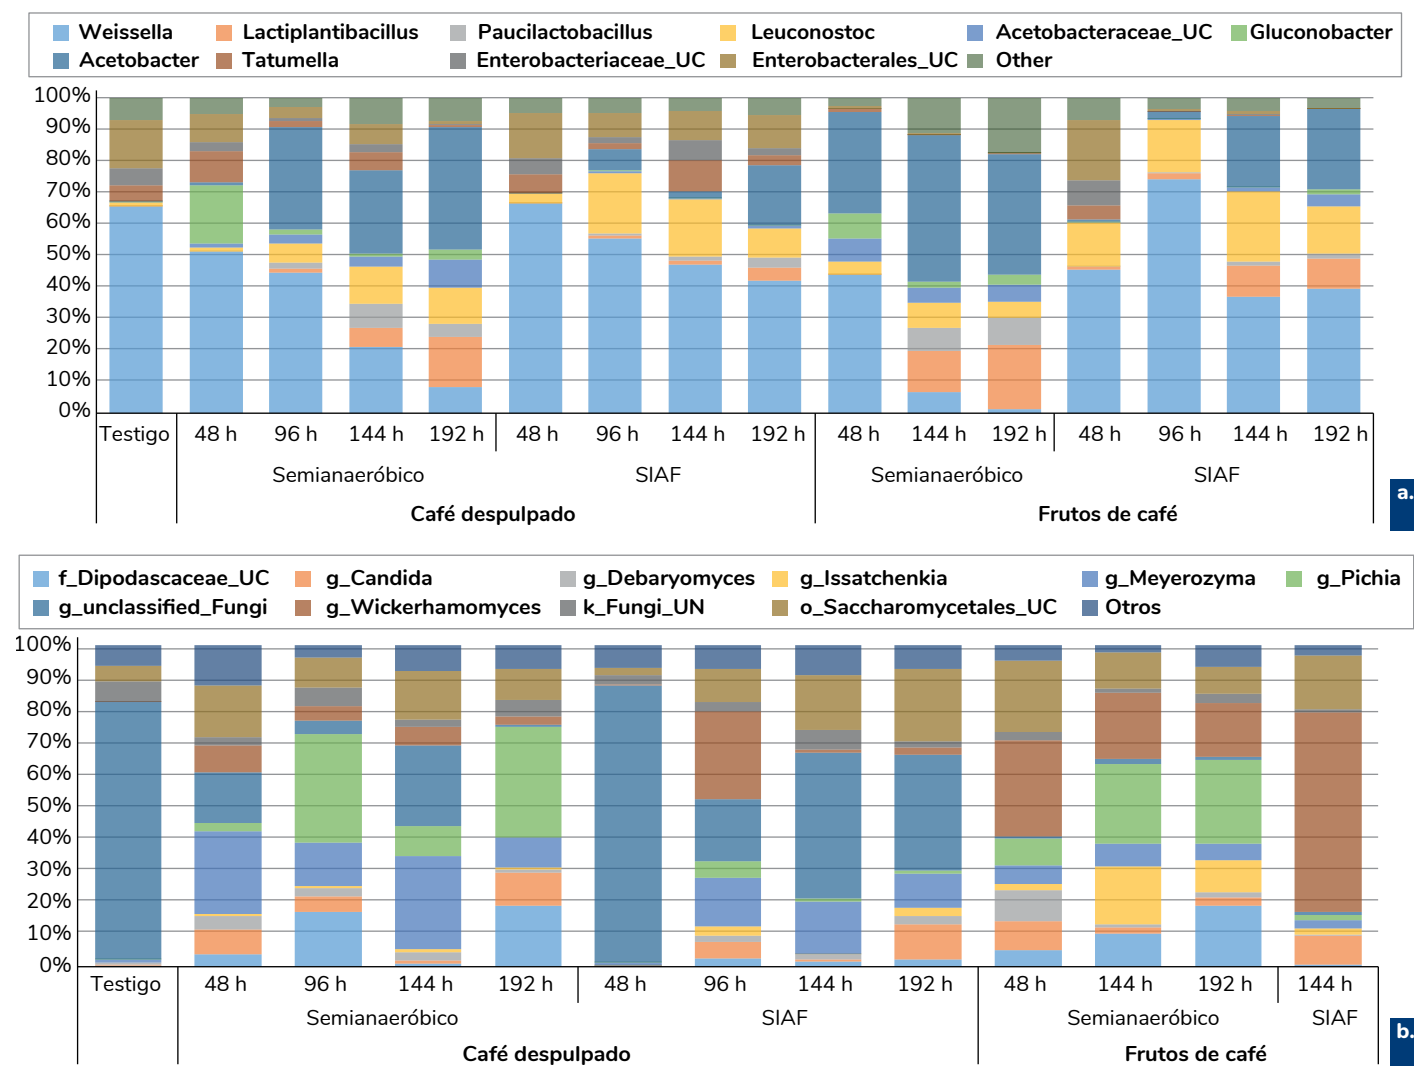 Weissella Lactiplantibacillus Paucilactobacillus Leuconostoc Acetobacteraceae_UC Gluconobacter
Acetobacter Tatumella Enterobacteriaceae_UC Enterobacterales_UC Other
100%
90%
80%
70%
60%
50%
40%
30%
20%
10%
0%
Testigo 48 h 96 h 144 h 192 h 48 h 96 h 144 h 192 h 48 h 144 h 192 h 48 h 96 h 144 h 192 h
Semianaeróbico SIAF Semianaeróbico SIAF
Café despulpado Frutos de café
a.
f_Dipodascaceae_UC g_Candida g_Debaryomyces g_Issatchenkia g_Meyerozyma g_Pichia
g_unclassified_Fungi g_Wickerhamomyces k_Fungi_UN o_Saccharomycetales_UC Otros
100%
90%
80%
70%
60%
50%
40%
30%
20%
10%
0%
Testigo 48 h 96 h 144 h 192 h 48 h 96 h 144 h 192 h 48 h 144 h 192 h 144 h
Semianaeróbico SIAF Semianaeróbico SIAF
Café despulpado Frutos de café
b.